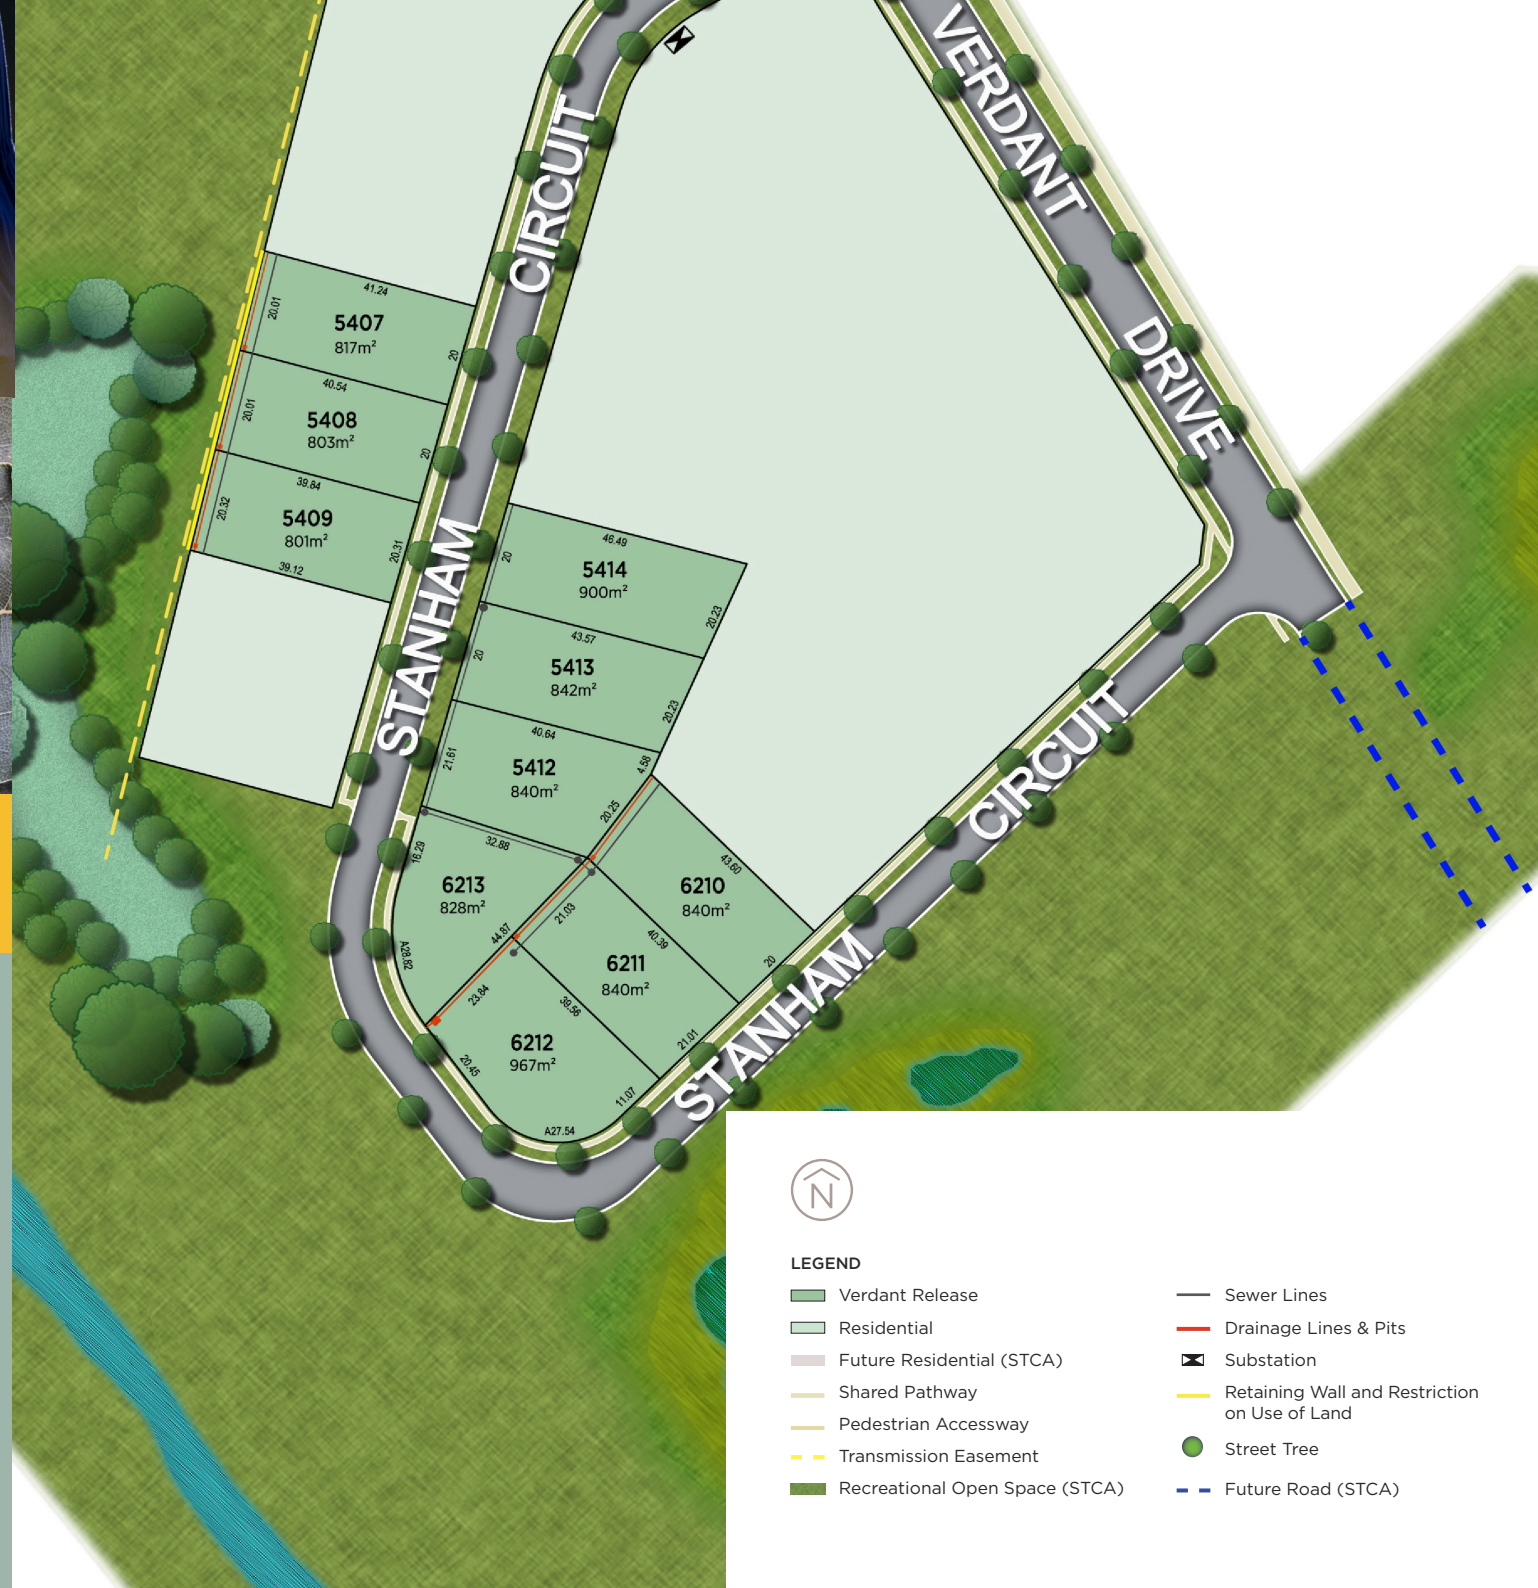 VERDANT
DRIVE
CIRCUIT
STANHAM
41.24
20.01
5407
817m²
20
40.54
20.01
5408
803m²
20
39.84
20.32
5409
801m²
20.31
39.12
46.49
20
5414
900m²
20.23
43.57
20
5413
842m²
20.23
40.64
21.61
5412
840m²
4.58
20.25
32.88
16.29
6213
828m²
A28.82
44.87
43.60
6210
840m²
20
21.03
40.39
6211
840m²
21.01
23.84
39.56
6212
967m²
20.45
11.07
A27.54
CIRCUIT
STANHAM
N
LEGEND
Verdant Release
Residential
Future Residential (STCA)
Shared Pathway
Pedestrian Accessway
Transmission Easement
Recreational Open Space (STCA)
Sewer Lines
Drainage Lines & Pits
Substation
Retaining Wall and Restriction
on Use of Land
Street Tree
Future Road (STCA)